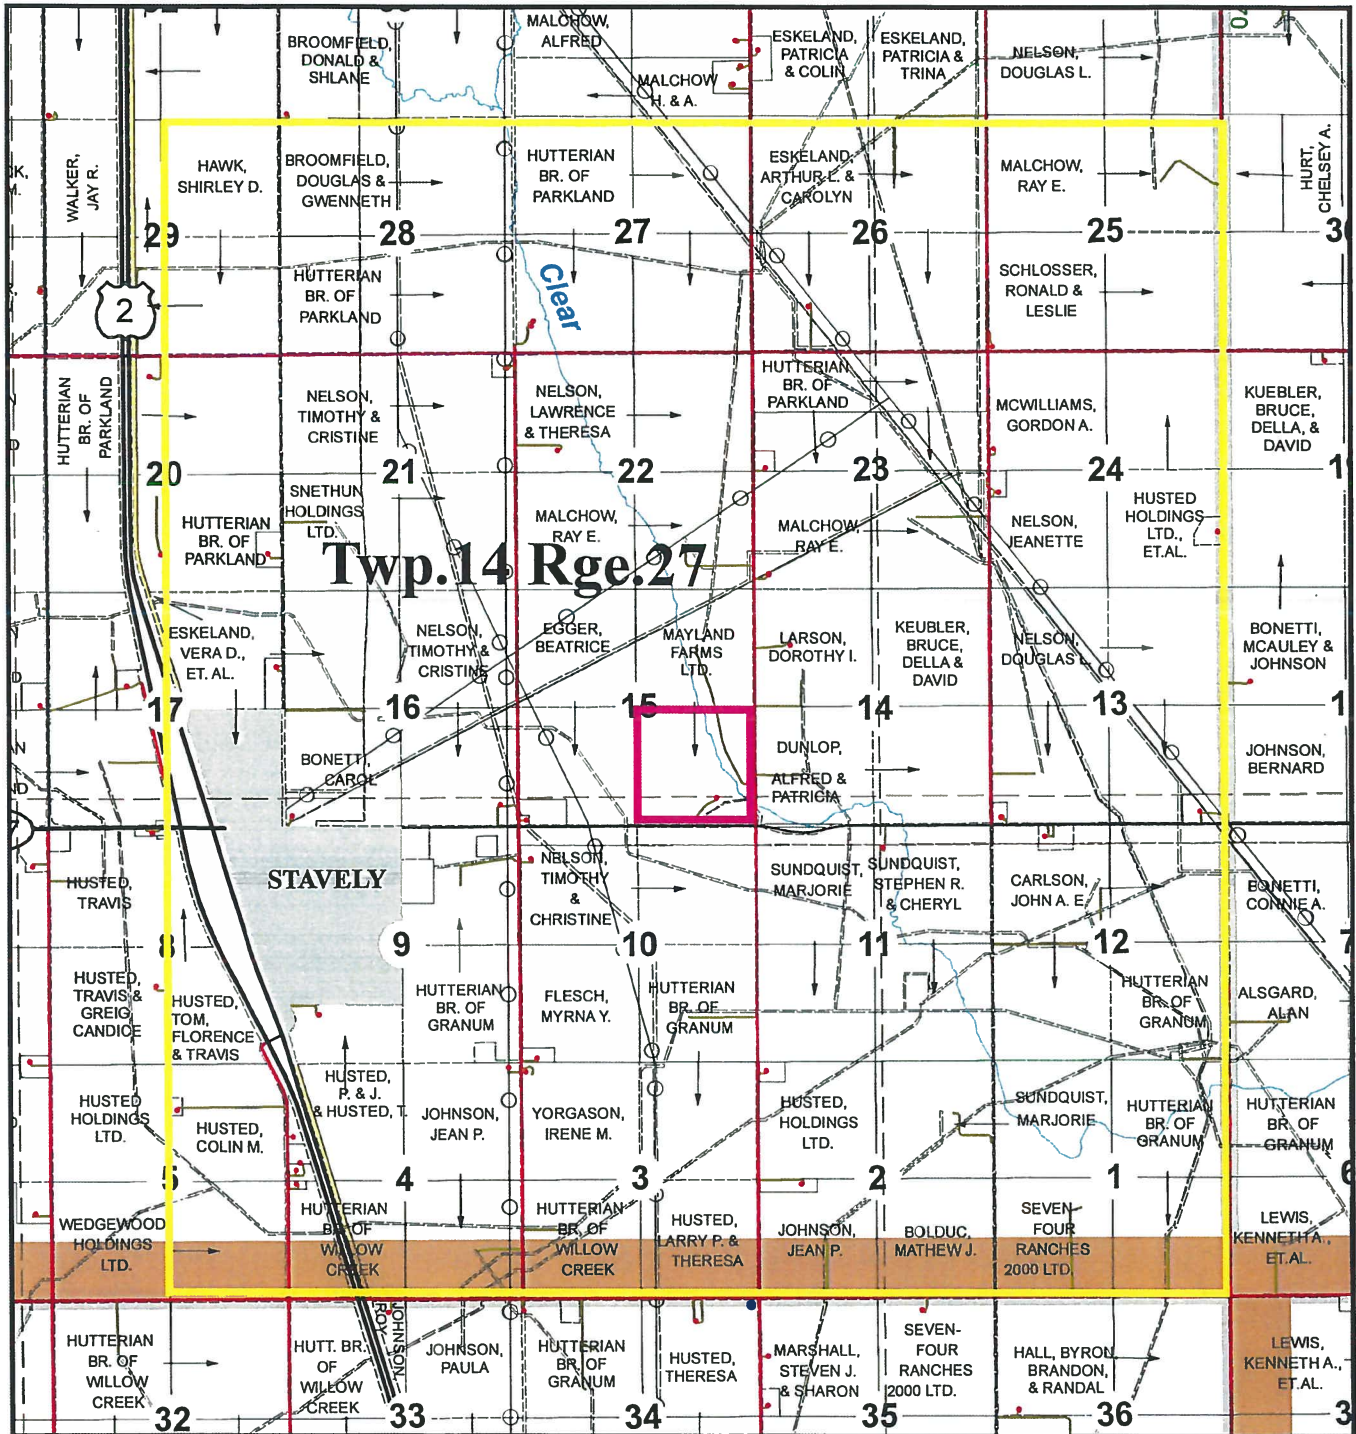 MALCHOW,
ALFRED
BROOMFIELD,
DONALD &
SHLANE
ESKELAND,
PATRICIA
& COLIN
ESKELAND,
PATRICIA &
TRINA
NELSON,
DOUGLAS L.
MALCHOW
H. & A.
WALKER,
JAY R.
HAWK,
SHIRLEY D.
BROOMFIELD,
DOUGLAS &
GWENNETH
HUTTERIAN
BR. OF
PARKLAND
ESKELAND,
ARTHUR L. &
CAROLYN
MALCHOW,
RAY E.
HURT,
CHELSEY A.
29
28
27
26
25
30
HUTTERIAN
BR. OF
PARKLAND
Clear
SCHLOSSER,
RONALD &
LESLIE
2
HUTTERIAN
BR. OF
PARKLAND
NELSON,
TIMOTHY &
CRISTINE
NELSON,
LAWRENCE
& THERESA
HUTTERIAN
BR. OF
PARKLAND
MCWILLIAMS,
GORDON A.
KUEBLER,
BRUCE,
DELLA, &
DAVID
20
21
22
23
24
HUTTERIAN
BR. OF
PARKLAND
SNETHUN
HOLDINGS
LTD.
MALCHOW,
RAY E.
MALCHOW,
RAY E.
NELSON,
JEANETTE
HUSTED
HOLDINGS
LTD.,
ET.AL.
Twp.14 Rge.27
ESKELAND,
VERA D.,
ET. AL.
NELSON,
TIMOTHY &
CRISTINE
EGGER,
BEATRICE
MAYLAND
FARMS
LTD.
LARSON,
DOROTHY I.
KEUBLER,
BRUCE,
DELLA &
DAVID
NELSON,
DOUGLAS L.
BONETTI,
MCAULEY &
JOHNSON
17
16
15
14
13
BONETTI,
CAROL
DUNLOP,
ALFRED &
PATRICIA
JOHNSON,
BERNARD
STAVELY
HUSTED,
TRAVIS
NELSON,
TIMOTHY
&
CHRISTINE
SUNDQUIST,
MARJORIE
SUNDQUIST,
STEPHEN R.
& CHERYL
CARLSON,
JOHN A. E.
BONETTI,
CONNIE A.
8
9
10
11
12
7
HUSTED,
TRAVIS &
GREIG,
CANDICE
HUSTED,
TOM,
FLORENCE
& TRAVIS
HUTTERIAN
BR. OF
GRANUM
FLESCH,
MYRNA Y.
HUTTERIAN
BR. OF
GRANUM
HUTTERIAN
BR. OF
GRANUM
ALSGARD,
ALAN
HUSTED
HOLDINGS
LTD.
HUSTED,
COLIN M.
HUSTED,
P. & J.
& HUSTED, T.
JOHNSON,
JEAN P.
YORGASON,
IRENE M.
HUSTED,
HOLDINGS
LTD.
SUNDQUIST,
MARJORIE
HUTTERIAN
BR. OF
GRANUM
HUTTERIAN
BR. OF
GRANUM
5
4
3
2
1
6
WEDGEWOOD
HOLDINGS
LTD.
HUTTERIAN
BR. OF
WILLOW
CREEK
HUTTERIAN
BR. OF
WILLOW
CREEK
HUSTED,
LARRY P. &
THERESA
JOHNSON,
JEAN P.
BOLDUC,
MATHEW J.
SEVEN-
FOUR
RANCHES
2000 LTD.
LEWIS,
KENNETH A.,
ET.AL.
HUTTERIAN
BR. OF
WILLOW
CREEK
HUTT. BR.
OF
WILLOW
CREEK
JOHNSON,
ROY
JOHNSON,
PAULA
HUTTERIAN
BR. OF
GRANUM
HUSTED,
THERESA
MARSHALL,
STEVEN J.
& SHARON
SEVEN-
FOUR
RANCHES
2000 LTD.
HALL, BYRON
BRANDON,
& RANDAL
LEWIS,
KENNETH A.,
ET.AL.
32
33
34
35
36